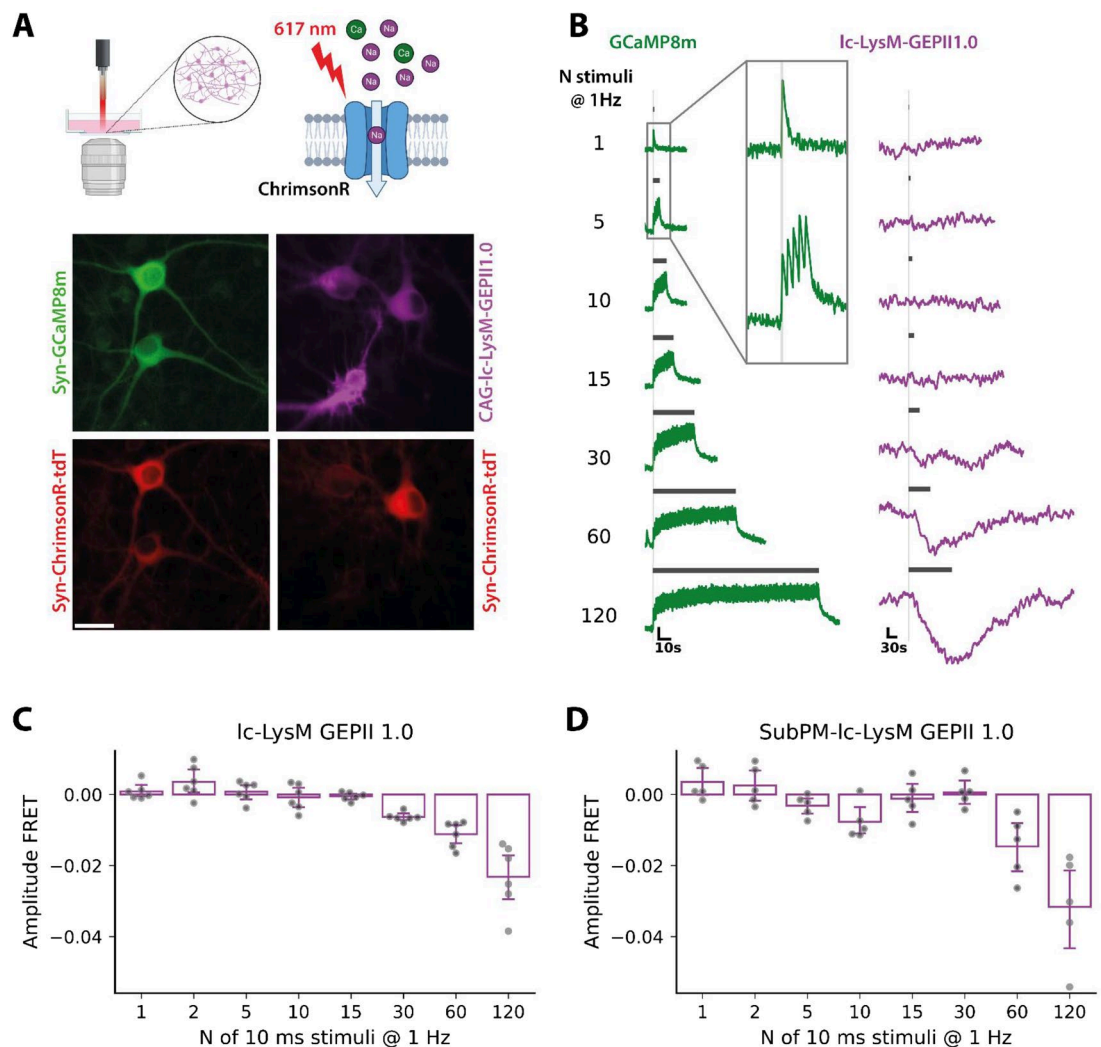 A
617 nm
Ca
Na
Ca
Na
Na
Na
Na
Na
ChrimsonR
Syn-GCaMP8m
CAG-lc-LysM-GEPII1.0
Syn-ChrimsonR-tdT
Syn-ChrimsonR-tdT
B
GCaMP8m
lc-LysM-GEPII1.0
N stimuli
@ 1Hz
1
5
10
15
30
60
120
10s
30s
C
lc-LysM GEPII 1.0
Amplitude FRET
0.00
−0.02
−0.04
1 2 5 10 15 30 60 120
N of 10 ms stimuli @ 1 Hz
D
SubPM-lc-LysM GEPII 1.0
Amplitude FRET
0.00
−0.02
−0.04
1 2 5 10 15 30 60 120
N of 10 ms stimuli @ 1 Hz